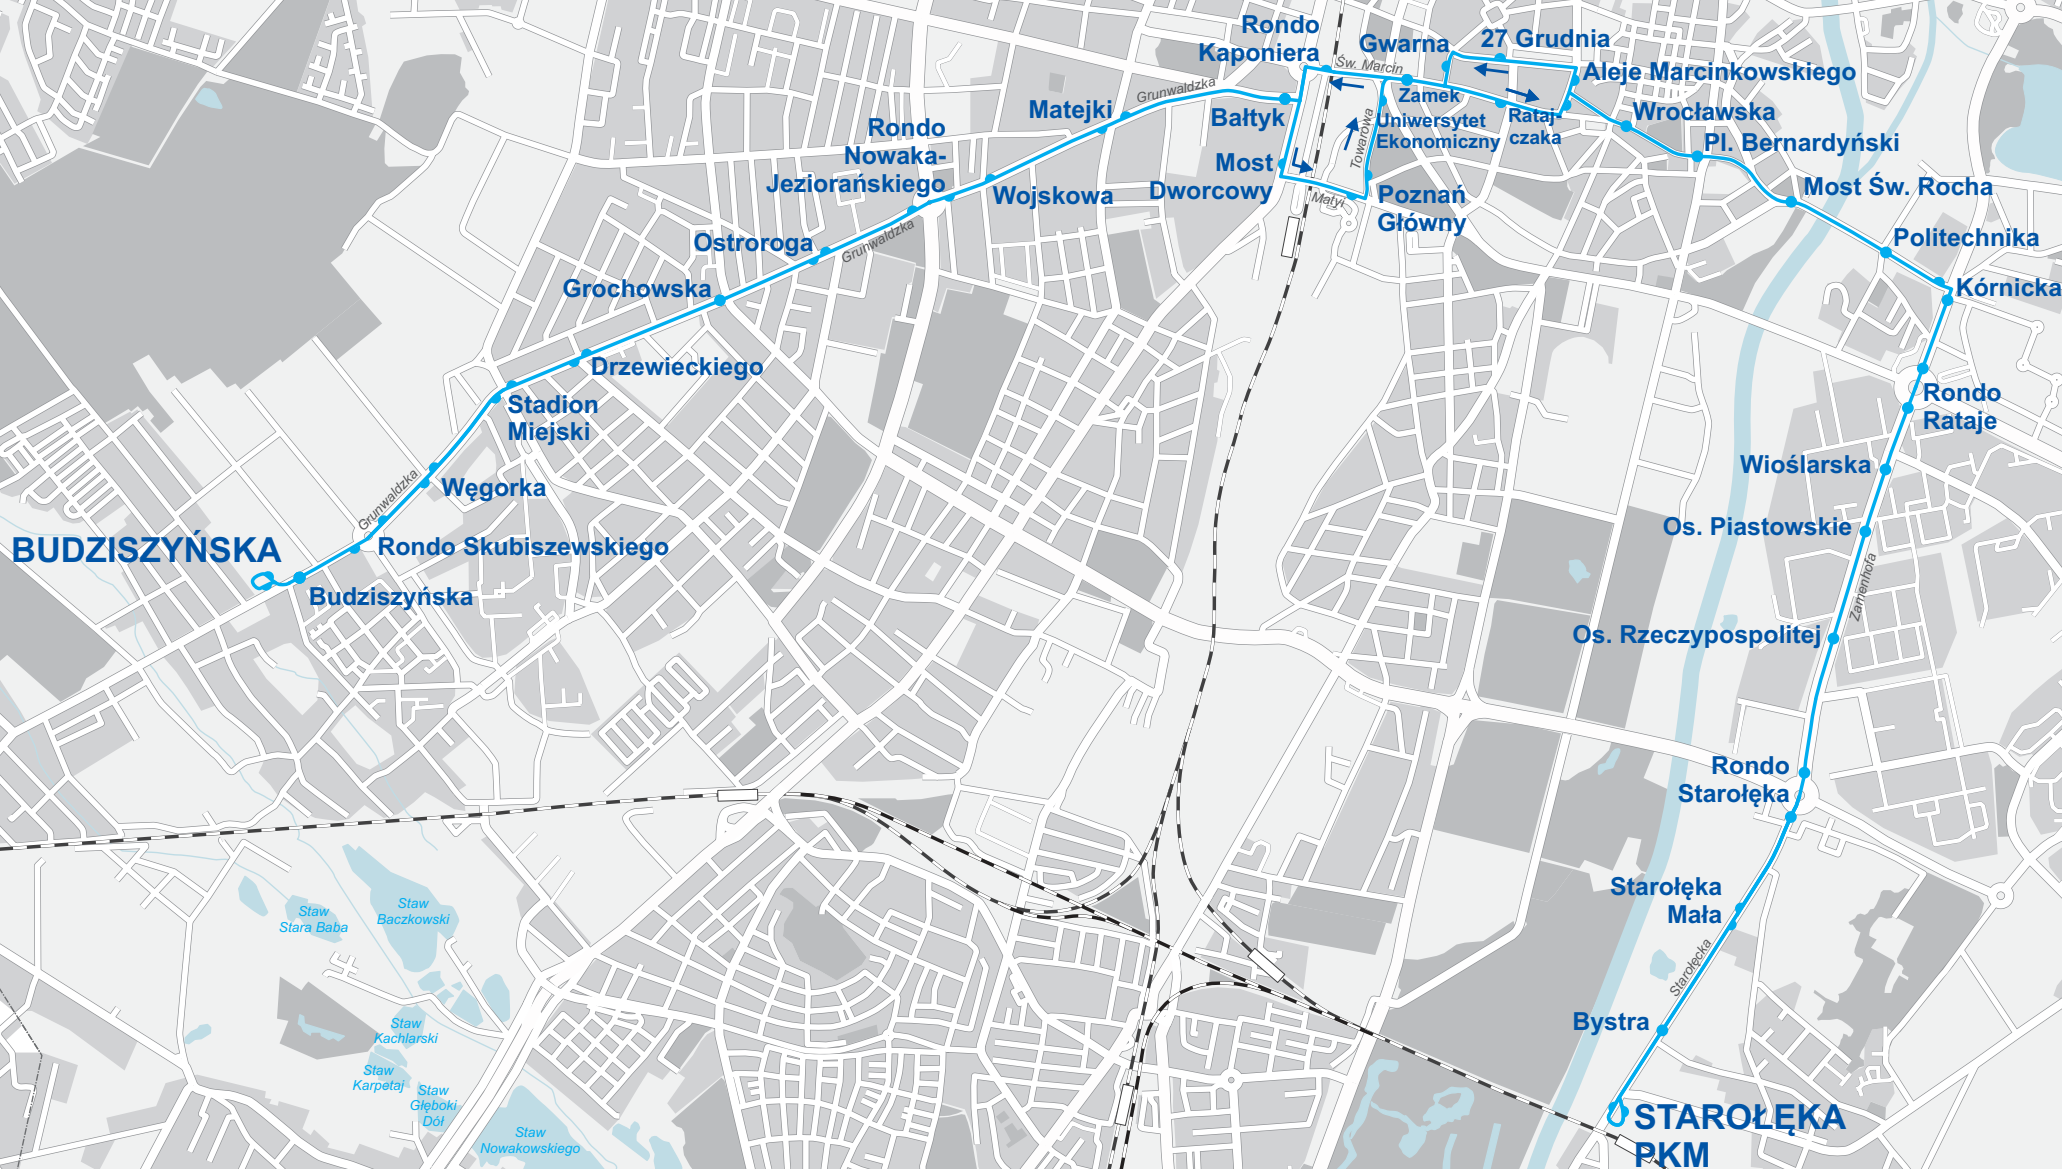 Rondo
Kaponiera
Gwarna
27 Grudnia
Św. Marcin
Aleje Marcinkowskiego
Zamek
Grunwaldzka
Matejki
Bałtyk
Uniwersytet
Ekonomiczny
Rataj-
czaka
Wrocławska
Towarowa
Pl. Bernardyński
Rondo
Nowaka-
Jeziorańskiego
Most
Dworcowy
Wojskowa
Matyi
Poznań
Główny
Most Św. Rocha
Ostroroga
Grunwaldzka
Politechnika
Grochowska
Kórnicka
Drzewieckiego
Stadion
Miejski
Rondo
Rataje
Węgorka
Grunwaldzka
Wioślarska
Os. Piastowskie
BUDZISZYŃSKA
Rondo Skubiszewskiego
Budziszyńska
Zamenhofa
Os. Rzeczypospolitej
Rondo
Starołęka
Starołęka
Mała
Staw
Stara Baba
Staw
Baczkowski
Starołęcka
Bystra
Staw
Kachlarski
Staw
Karpetaj
Staw
Głęboki
Dół
Staw
Nowakowskiego
STAROŁĘKA
PKM